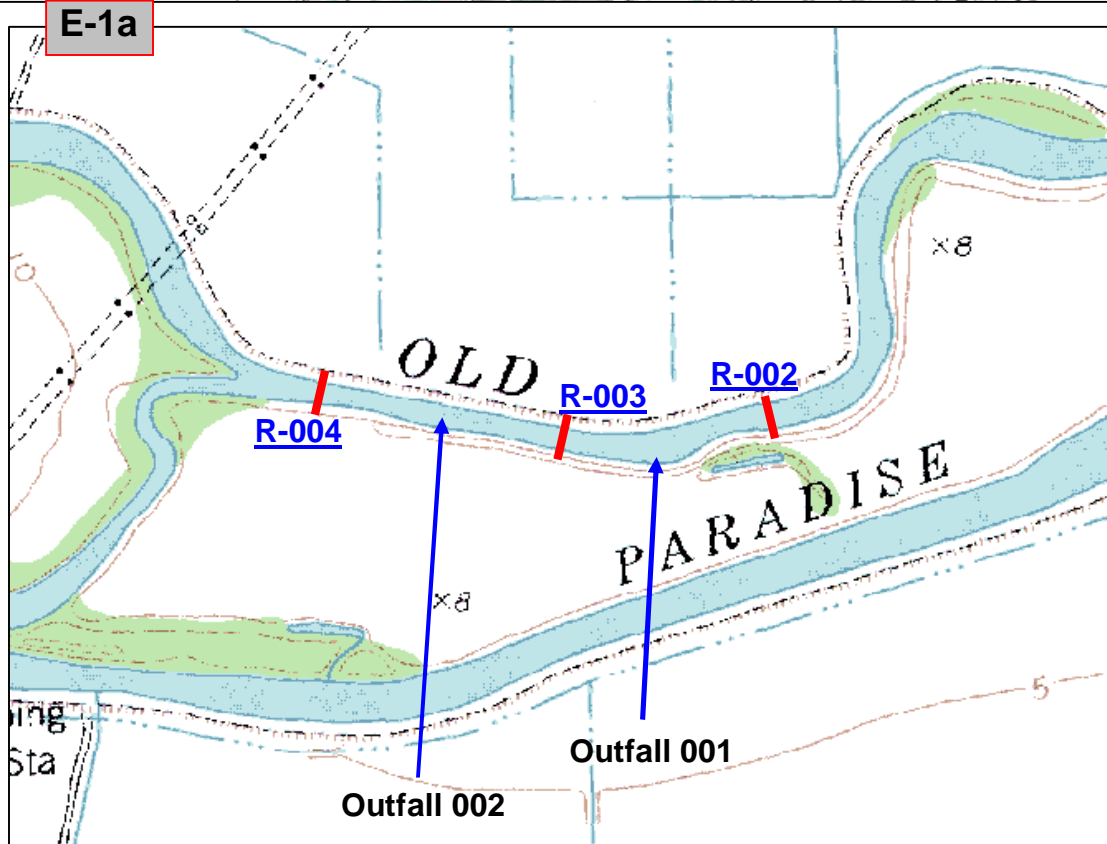 E-1a
×8
OLD
R-002
R-003
R-004
PARADISE
×8
5
Sta
Outfall 001
Outfall 002